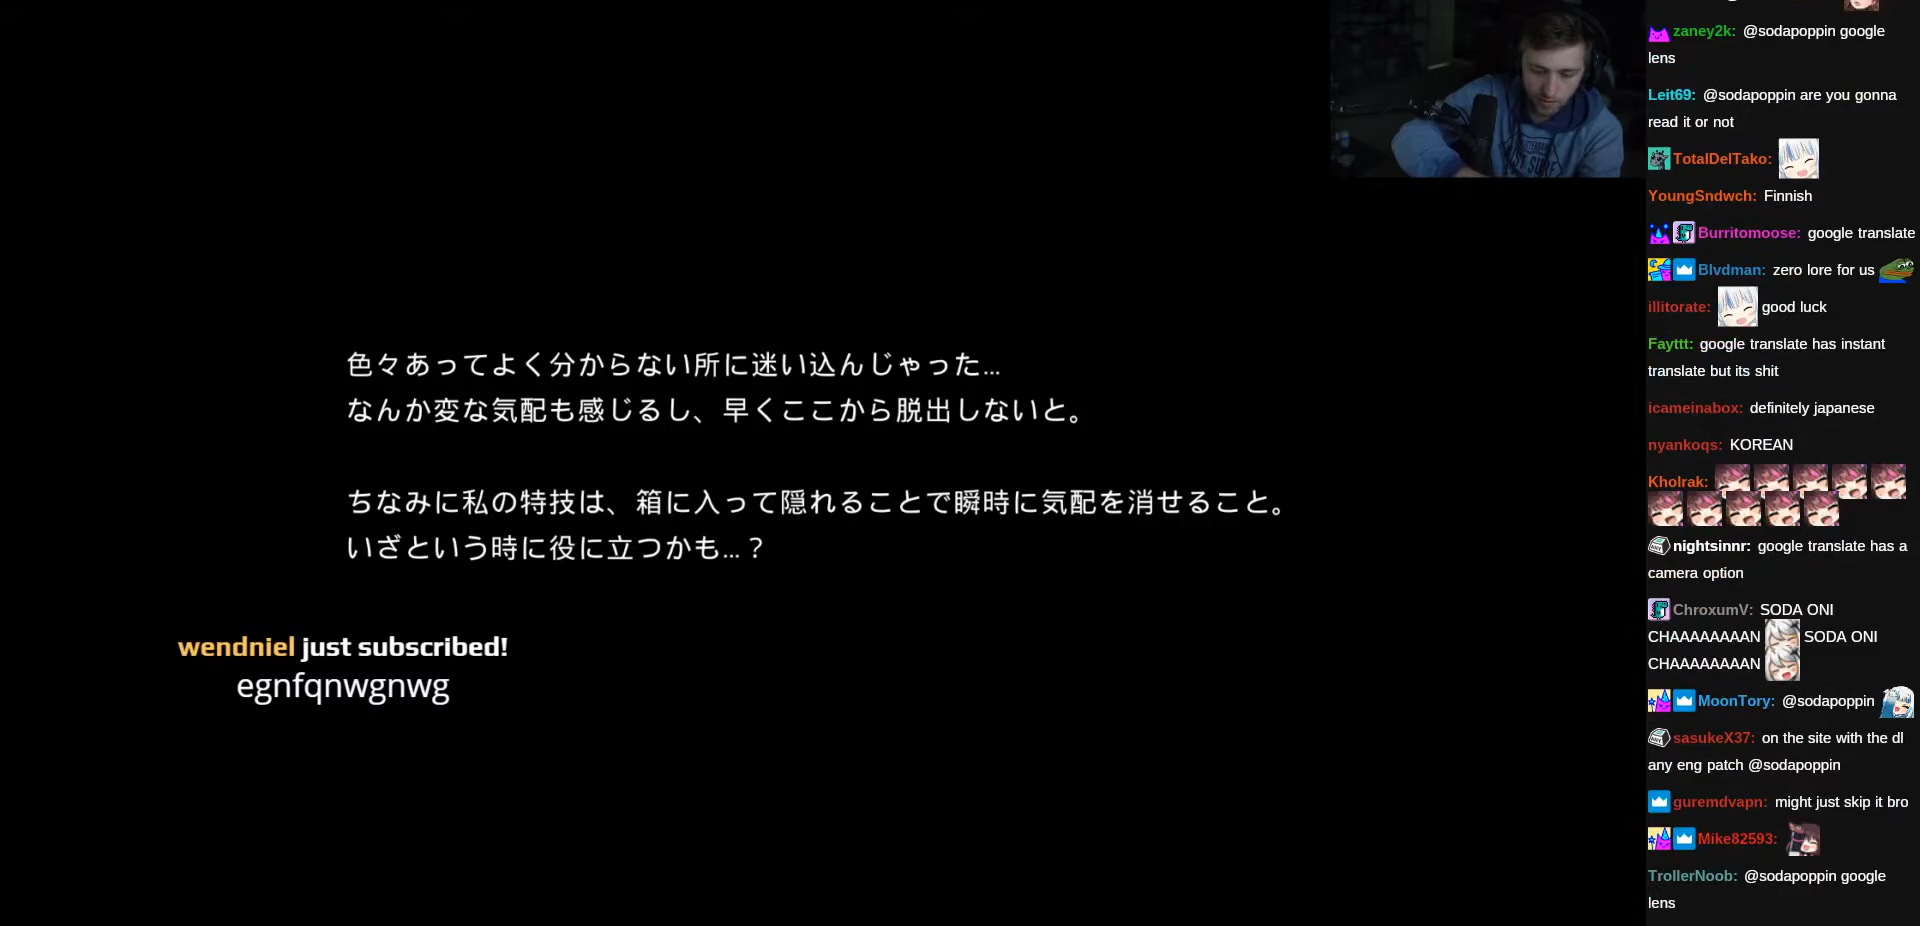 色々あってよく分からない所に迷い込んじゃった...
なんか変な気配も感じるし、早くここから脱出しないと。
ちなみに私の特技は、箱に入って隠れることで瞬時に気配を消せること。
いざという時に役に立つかも...？
wendniel just subscribed!
egnfqnwgnwg
zaney2k: @sodapoppin google
lens
Leit69: @sodapoppin are you gonna
read it or not
TotalDelTako:
YoungSndwch: Finnish
Burritomoose: google translate
Blvdman: zero lore for us
illitorate: good luck
Fayttt: google translate has instant
translate but its shit
icameinabox: definitely japanese
nyankoqs: KOREAN
Kholrak:
nightsinnr: google translate has a
camera option
ChroxumV: SODA ONI
CHAAAAAAAAN SODA ONI
CHAAAAAAAAN
MoonTory: @sodapoppin
sasukeX37: on the site with the dl
any eng patch @sodapoppin
guremdvapn: might just skip it bro
Mike82593:
TrollerNoob: @sodapoppin google
lens